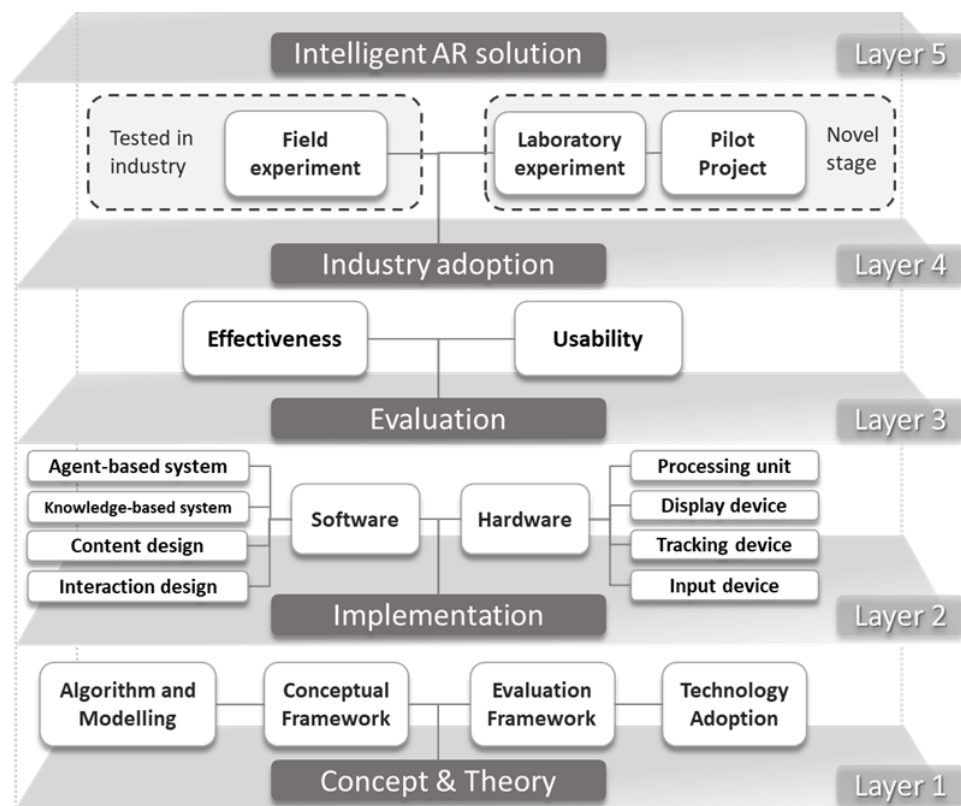 Intelligent AR solution
Layer 5
Tested in
industry
Field
experiment
Laboratory
experiment
Pilot
Project
Novel
stage
Industry adoption
Layer 4
Effectiveness
Usability
Evaluation
Layer 3
Agent-based system
Knowledge-based system
Content design
Interaction design
Software
Hardware
Processing unit
Display device
Tracking device
Input device
Implementation
Layer 2
Algorithm and
Modelling
Conceptual
Framework
Evaluation
Framework
Technology
Adoption
Concept & Theory
Layer 1